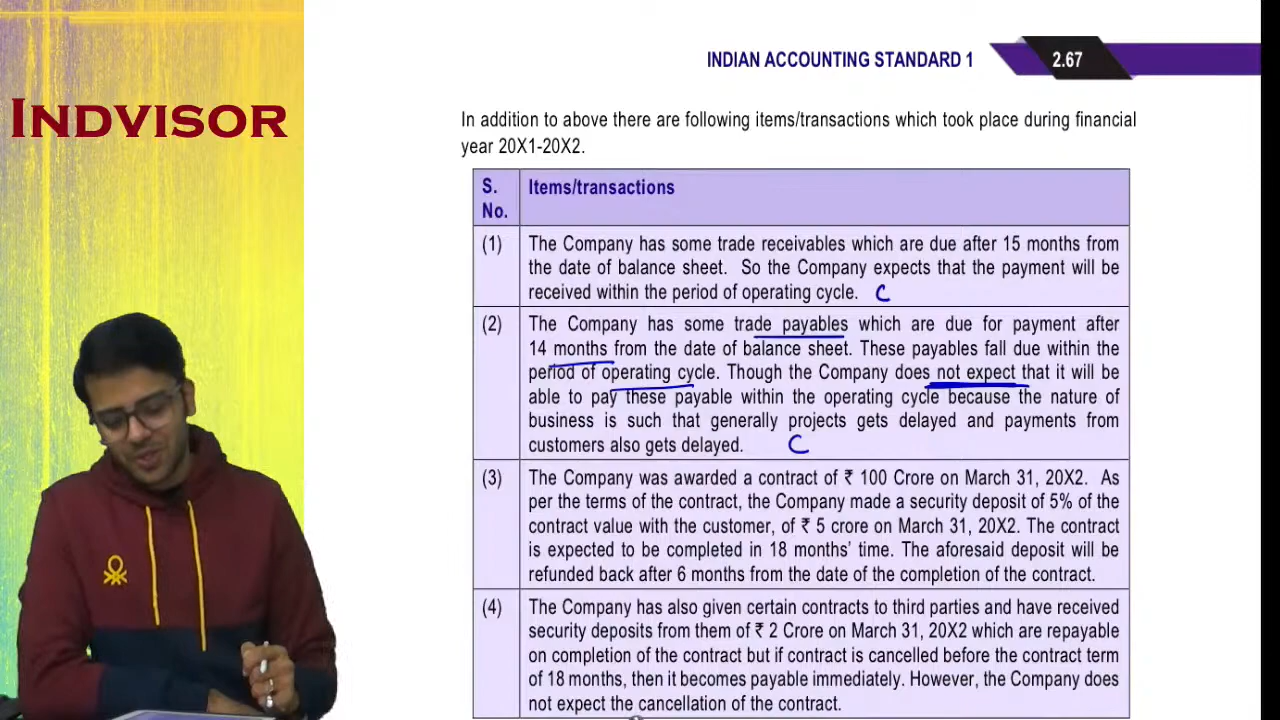 INDVISOR
INDIAN ACCOUNTING STANDARD 1
2.67
In addition to above there are following items/transactions which took place during financial
year 20X1-20X2.
S. No.
Items/transactions
(1)
The Company has some trade receivables which are due after 15 months from
the date of balance sheet. So the Company expects that the payment will be
received within the period of operating cycle. C
(2)
The Company has some trade payables which are due for payment after
14 months from the date of balance sheet. These payables fall due within the
period of operating cycle. Though the Company does not expect that it will be
able to pay these payable within the operating cycle because the nature of
business is such that generally projects gets delayed and payments from
customers also gets delayed. C
(3)
The Company was awarded a contract of ₹ 100 Crore on March 31, 20X2. As
per the terms of the contract, the Company made a security deposit of 5% of the
contract value with the customer, of ₹ 5 crore on March 31, 20X2. The contract
is expected to be completed in 18 months' time. The aforesaid deposit will be
refunded back after 6 months from the date of the completion of the contract.
(4)
The Company has also given certain contracts to third parties and have received
security deposits from them of ₹ 2 Crore on March 31, 20X2 which are repayable
on completion of the contract but if contract is cancelled before the contract term
of 18 months, then it becomes payable immediately. However, the Company does
not expect the cancellation of the contract.